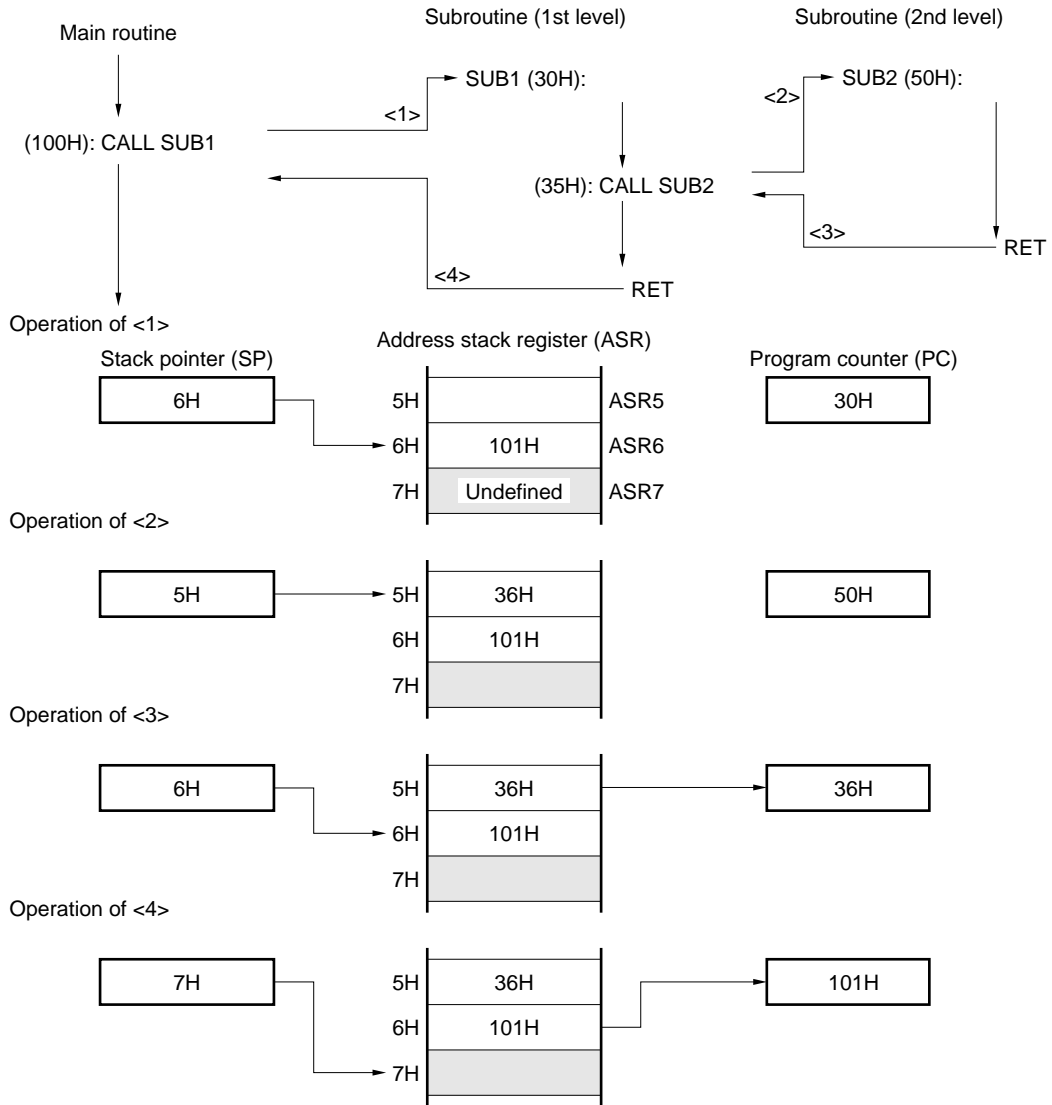 Main routine
Subroutine (1st level)
Subroutine (2nd level)
SUB1 (30H):
SUB2 (50H):
<1>
<2>
(100H): CALL SUB1
(35H): CALL SUB2
<3>
RET
<4>
RET
Operation of <1>
Stack pointer (SP)
Address stack register (ASR)
Program counter (PC)
6H
5H
ASR5
30H
6H
101H
ASR6
7H
Undefined
ASR7
Operation of <2>
5H
5H
36H
50H
6H
101H
7H
Operation of <3>
6H
5H
36H
36H
6H
101H
7H
Operation of <4>
7H
5H
36H
101H
6H
101H
7H